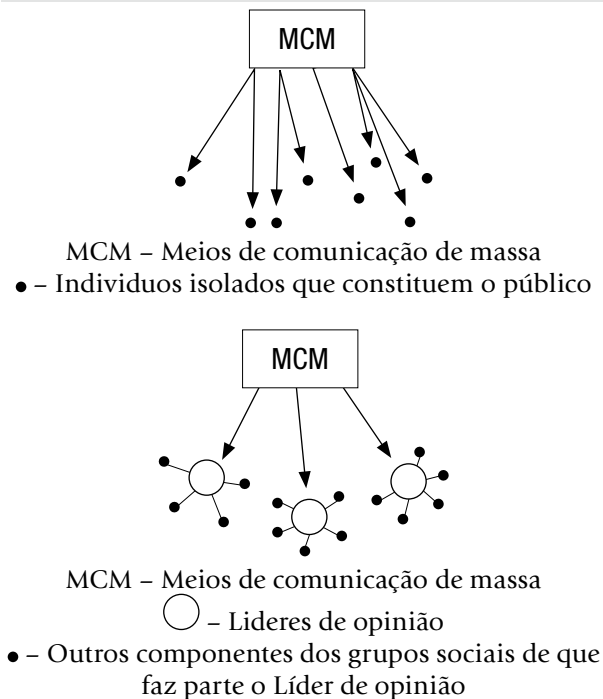 MCM
MCM – Meios de comunicação de massa
● – Individuos isolados que constituem o público
MCM
MCM – Meios de comunicação de massa
– Lideres de opinião
● – Outros componentes dos grupos sociais de que
faz parte o Líder de opinião